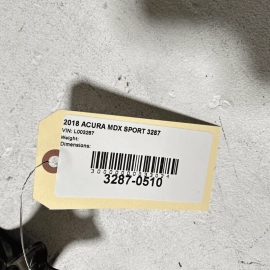 2018 ACURA MDX SPORT 3287
VIN: L003287
Weight:
Dimensions:
3287-0510